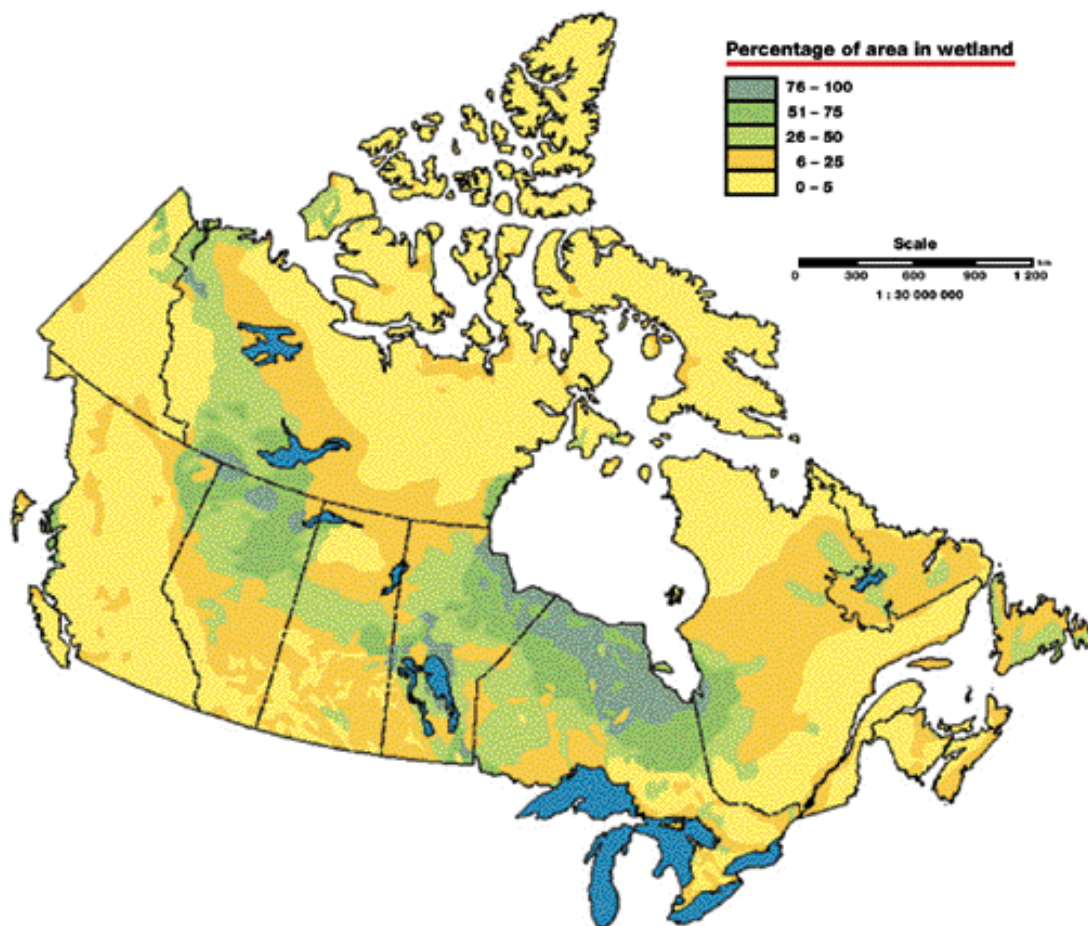 Percentage of area in wetland
76 – 100
51 – 75
26 – 50
6 – 25
0 – 5
Scale
0 300 600 900 1 200 km
1 : 30 000 000